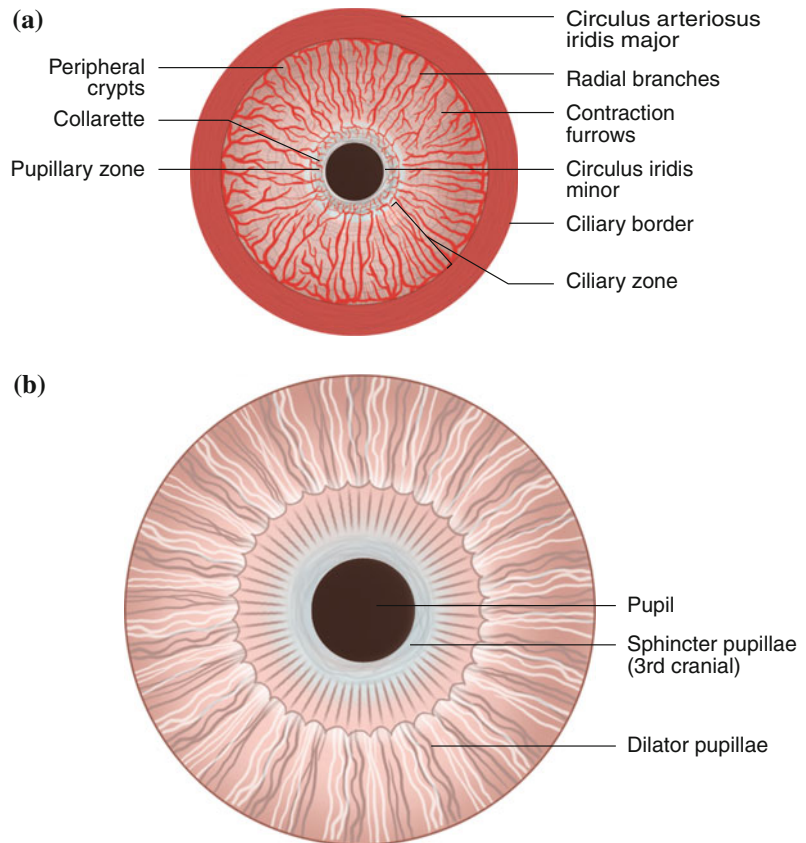 (a)
Circulus arteriosus
iridis major
Peripheral
crypts
Radial branches
Collarette
Contraction
furrows
Pupillary zone
Circulus iridis
minor
Ciliary border
Ciliary zone
(b)
Pupil
Sphincter pupillae
(3rd cranial)
Dilator pupillae